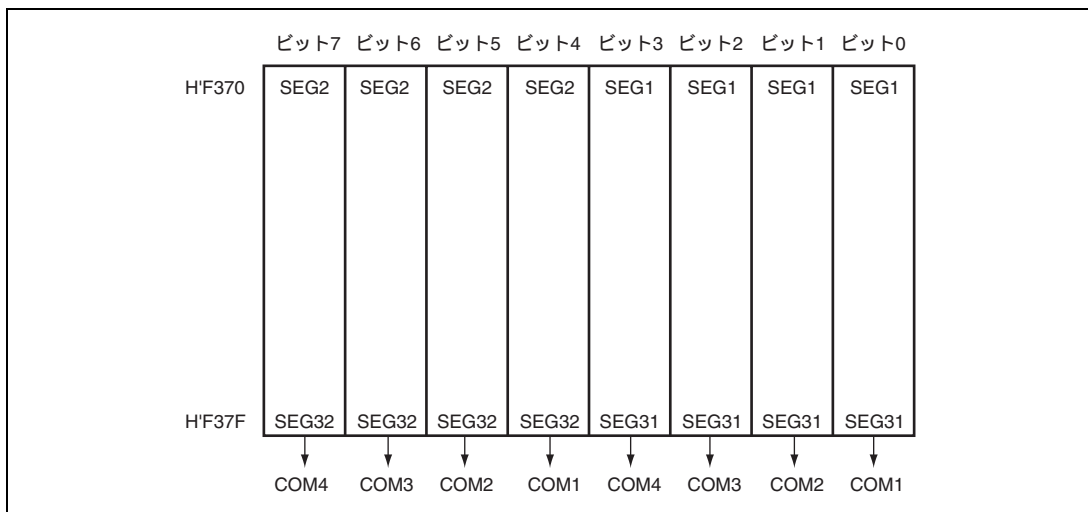 ビット7 ビット6 ビット5 ビット4 ビット3 ビット2 ビット1 ビット0
H'F370 SEG2 SEG2 SEG2 SEG2 SEG1 SEG1 SEG1 SEG1
H'F37F SEG32 SEG32 SEG32 SEG32 SEG31 SEG31 SEG31 SEG31
COM4 COM3 COM2 COM1 COM4 COM3 COM2 COM1